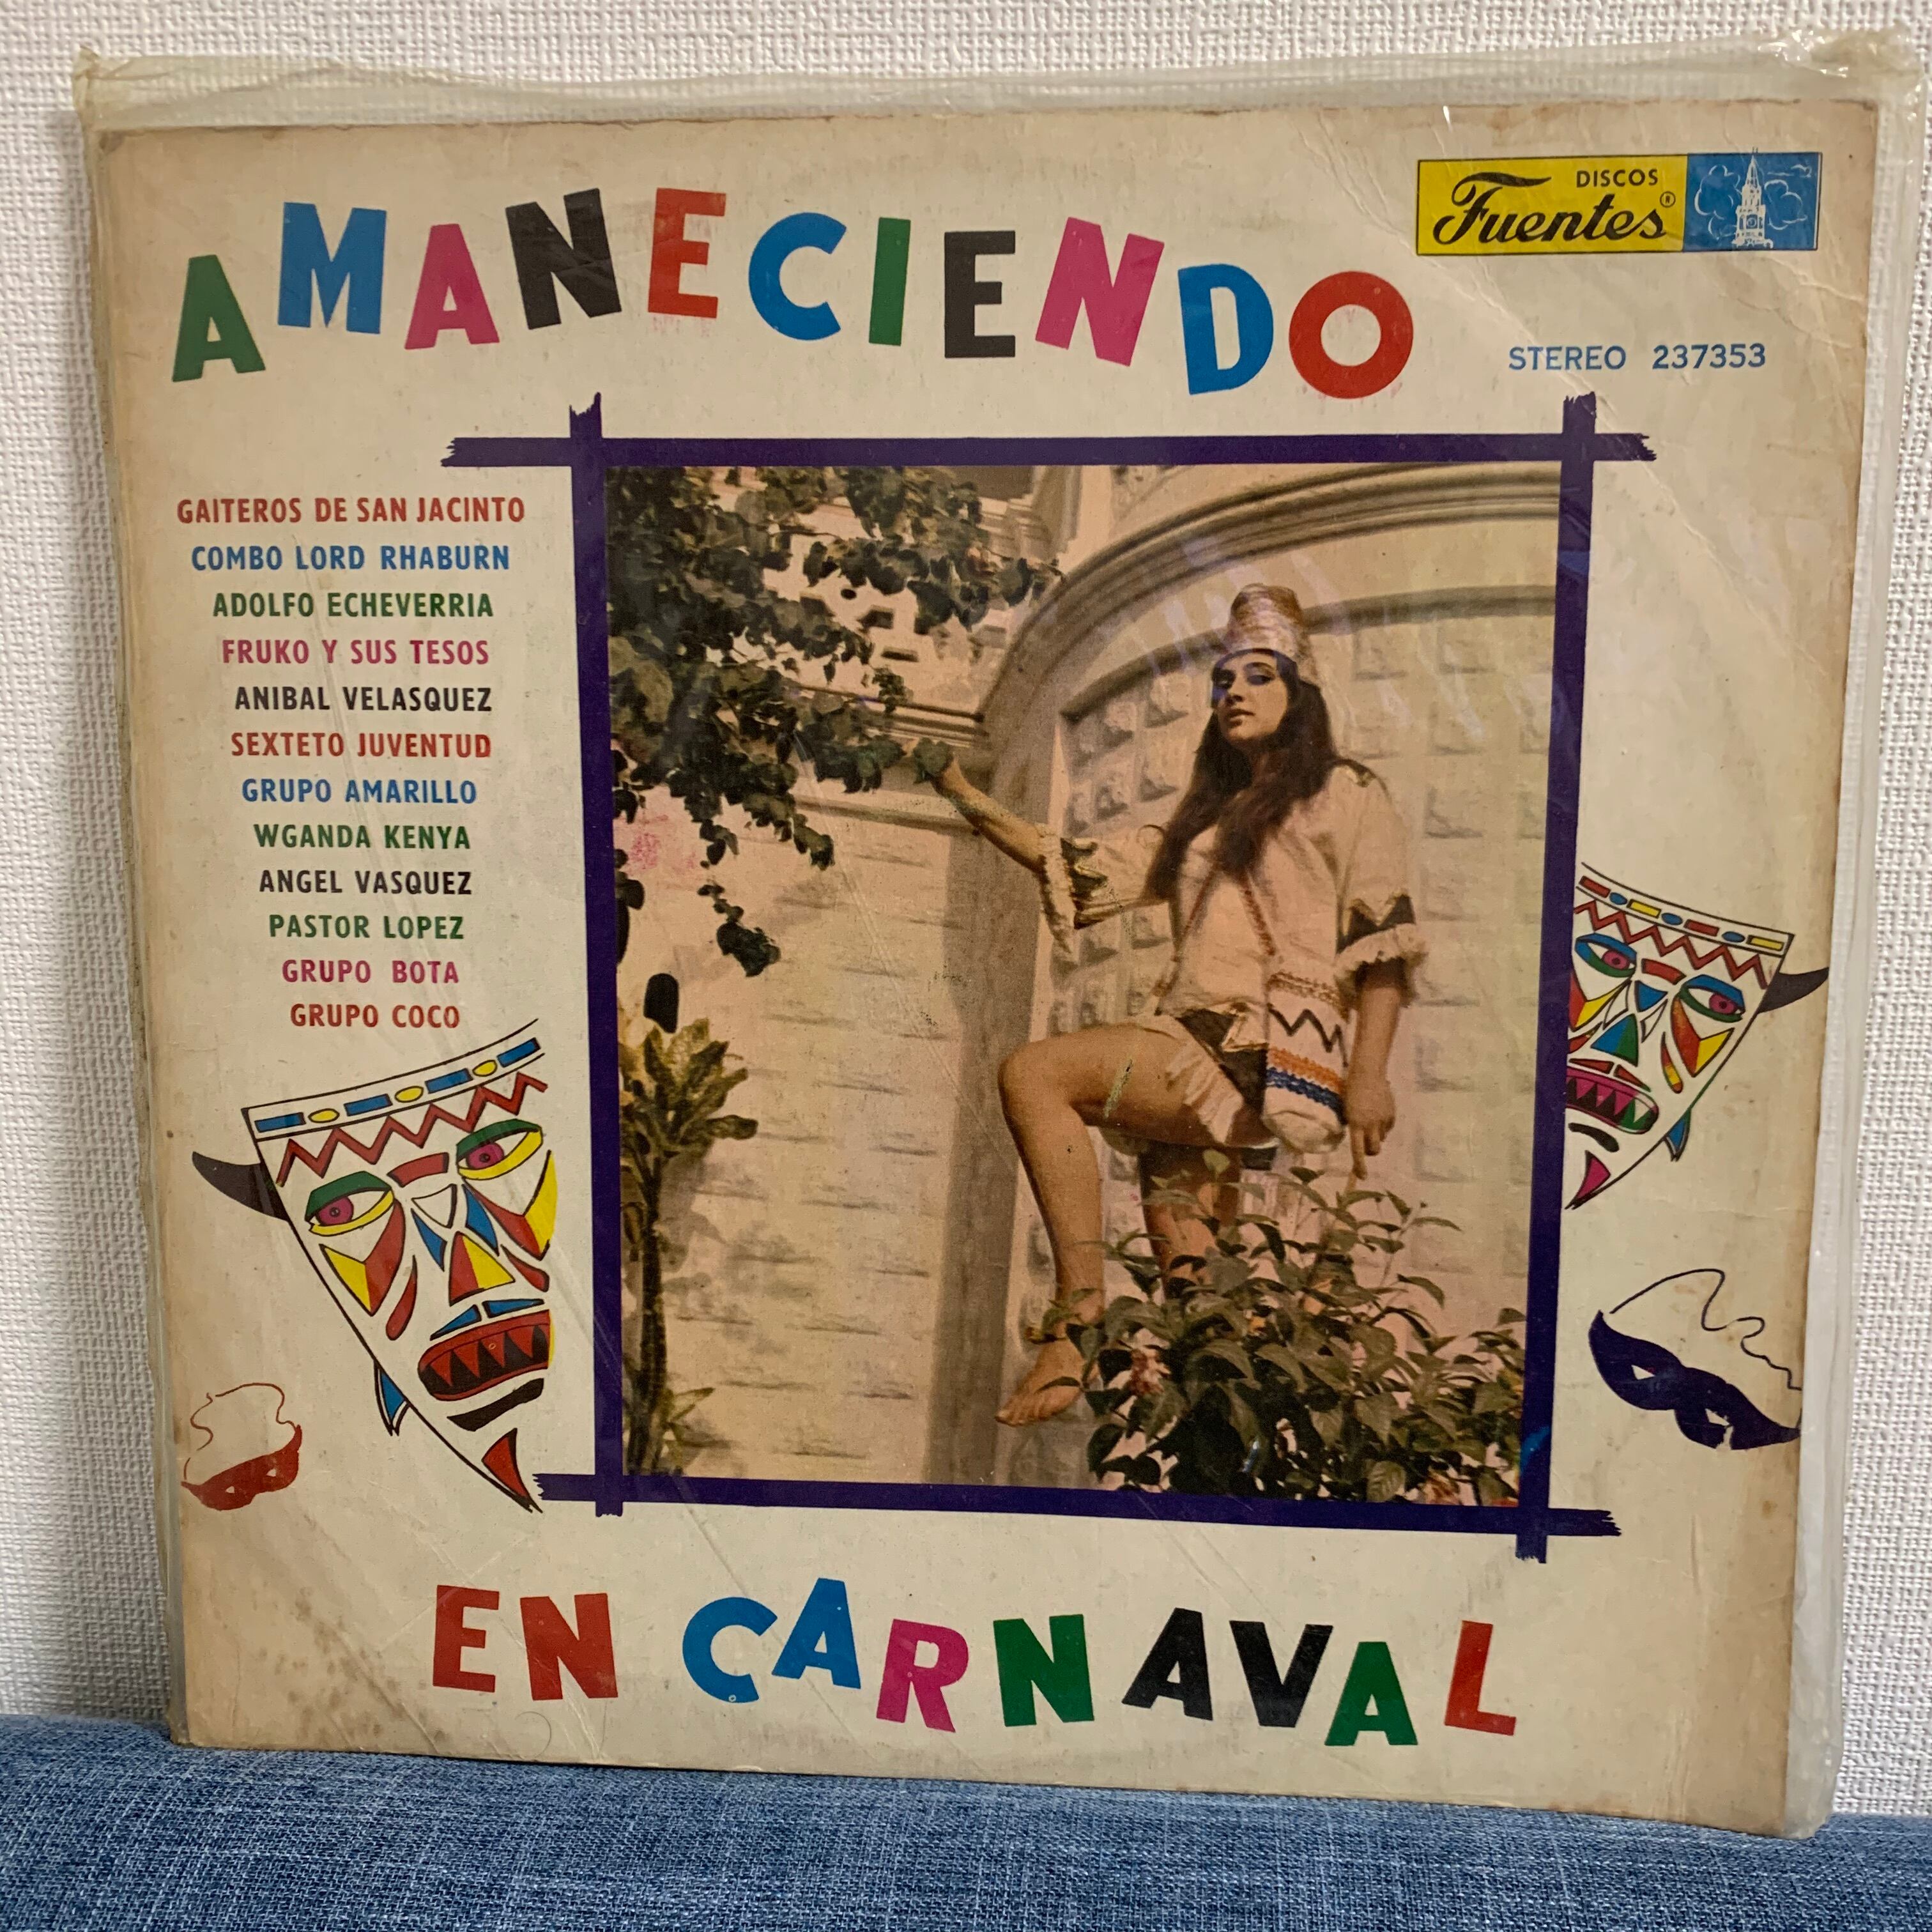 AMANECIENDO
DISCOS
Fuentes®
STEREO 237353
GAITEROS DE SAN JACINTO
COMBO LORD RHABURN
ADOLFO ECHEVERRIA
FRUKO Y SUS TESOS
ANIBAL VELASQUEZ
SEXTETO JUVENTUD
GRUPO AMARILLO
WGANDA KENYA
ANGEL VASQUEZ
PASTOR LOPEZ
GRUPO BOTA
GRUPO COCO
EN CARNAVAL